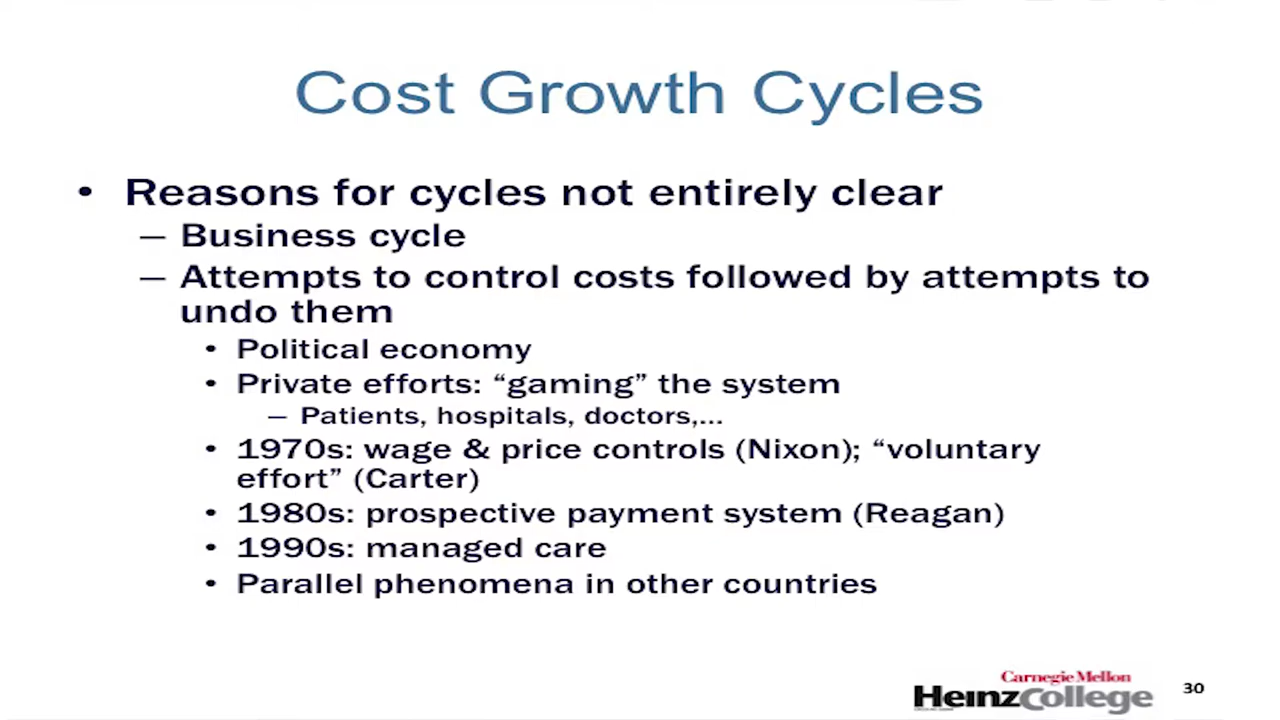 Cost Growth Cycles
• Reasons for cycles not entirely clear
– Business cycle
– Attempts to control costs followed by attempts to
undo them
• Political economy
• Private efforts: “gaming” the system
– Patients, hospitals, doctors,...
• 1970s: wage & price controls (Nixon); “voluntary
effort” (Carter)
• 1980s: prospective payment system (Reagan)
• 1990s: managed care
• Parallel phenomena in other countries
Carnegie Mellon
HeinzCollege
30